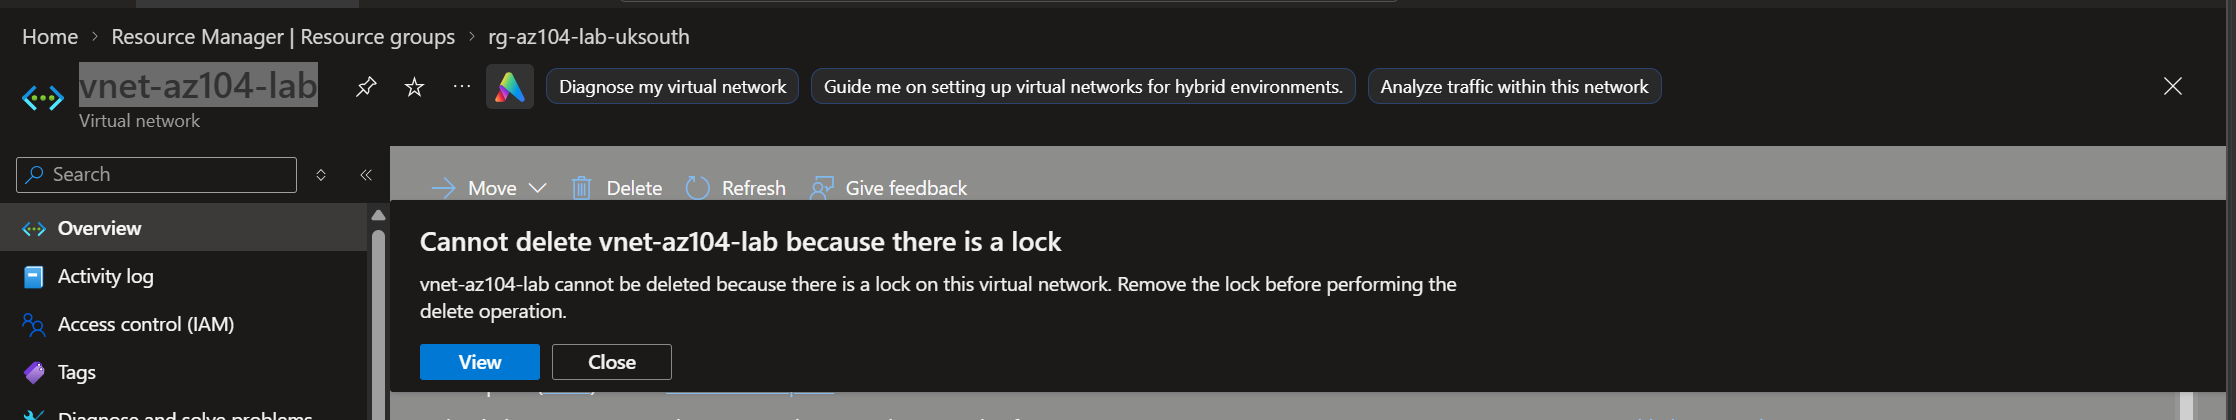 Home > Resource Manager | Resource groups > rg-az104-lab-uksouth
vnet-az104-lab
Diagnose my virtual network
Guide me on setting up virtual networks for hybrid environments.
Analyze traffic within this network
Virtual network
Search
Move
Delete
Refresh
Give feedback
Overview
Activity log
Access control (IAM)
Tags
Diagnose and solve problems
Cannot delete vnet-az104-lab because there is a lock
vnet-az104-lab cannot be deleted because there is a lock on this virtual network. Remove the lock before performing the
delete operation.
View
Close